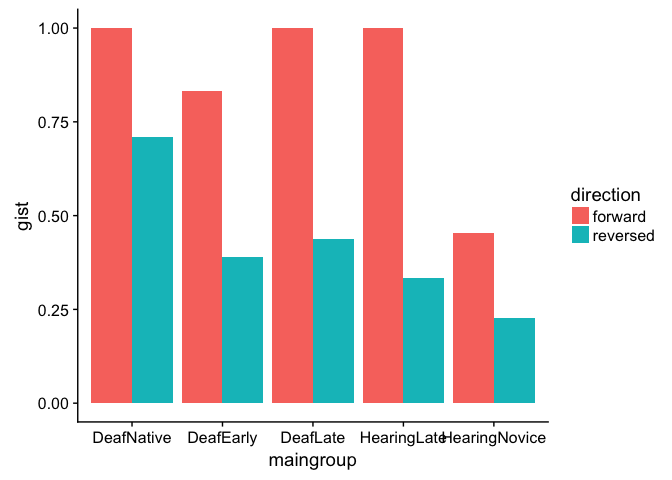 1.00
0.75
0.50
0.25
0.00
gist
DeafNative DeafEarly DeafLate HearingLate HearingNovice
maingroup
direction
forward
reversed